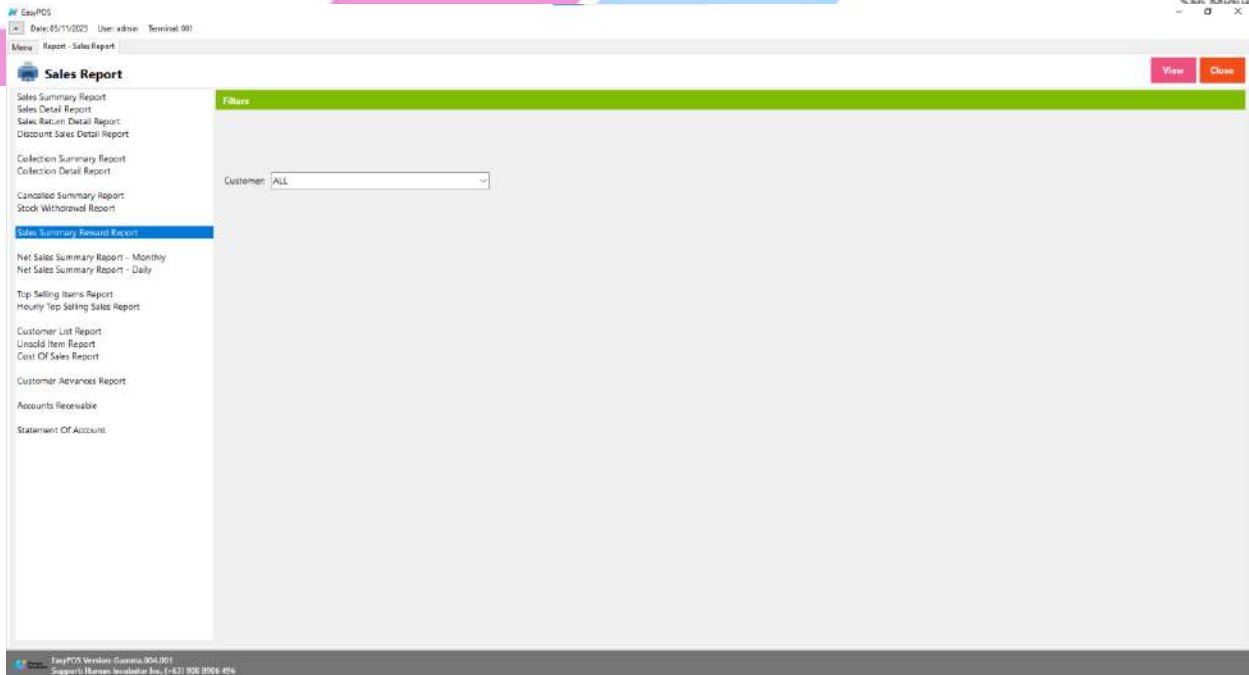 EasyPOS
Date: 05/11/2023 User: admin Terminal: 001
Menu Report - Sales Report
Sales Report
View Close
Sales Summary Report
Sales Detail Report
Sales Return Detail Report
Discount Sales Detail Report
Filters
Collection Summary Report
Collection Detail Report
Customer: ALL
Cancelled Summary Report
Stock Withdrawal Report
Sales Summary Reward Report
Net Sales Summary Report - Monthly
Net Sales Summary Report - Daily
Top Selling Items Report
Hourly Top Selling Sales Report
Customer List Report
Unsold Item Report
Cost Of Sales Report
Customer Advances Report
Accounts Receivable
Statement Of Account
EasyPOS Version: Gamma.004.001
Support: Human Incubator Inc. (+63) 908 8906 496